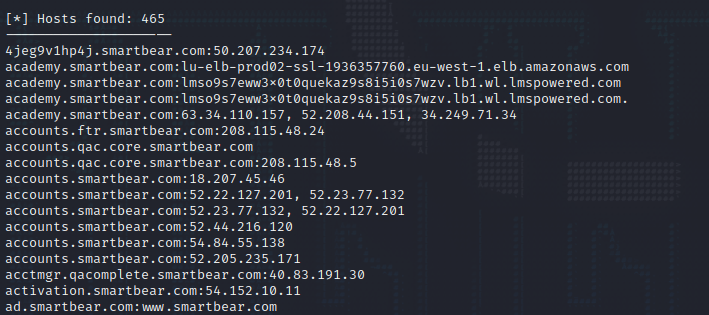 [*] Hosts found: 465
---------------------
4jeg9v1hp4j.smartbear.com:50.207.234.174
academy.smartbear.com:lu-elb-prod02-ssl-1936357760.eu-west-1.elb.amazonaws.com
academy.smartbear.com:lmso9s7eww3×0t0quekaz9s8i5i0s7wzv.lb1.wl.lmspowered.com
academy.smartbear.com:lmso9s7eww3×0t0quekaz9s8i5i0s7wzv.lb1.wl.lmspowered.com.
academy.smartbear.com:63.34.110.157, 52.208.44.151, 34.249.71.34
accounts.ftr.smartbear.com:208.115.48.24
accounts.qac.core.smartbear.com
accounts.qac.core.smartbear.com:208.115.48.5
accounts.smartbear.com:18.207.45.46
accounts.smartbear.com:52.22.127.201, 52.23.77.132
accounts.smartbear.com:52.23.77.132, 52.22.127.201
accounts.smartbear.com:52.44.216.120
accounts.smartbear.com:54.84.55.138
accounts.smartbear.com:52.205.235.171
acctmgr.qacomplete.smartbear.com:40.83.191.30
activation.smartbear.com:54.152.10.11
ad.smartbear.com:www.smartbear.com